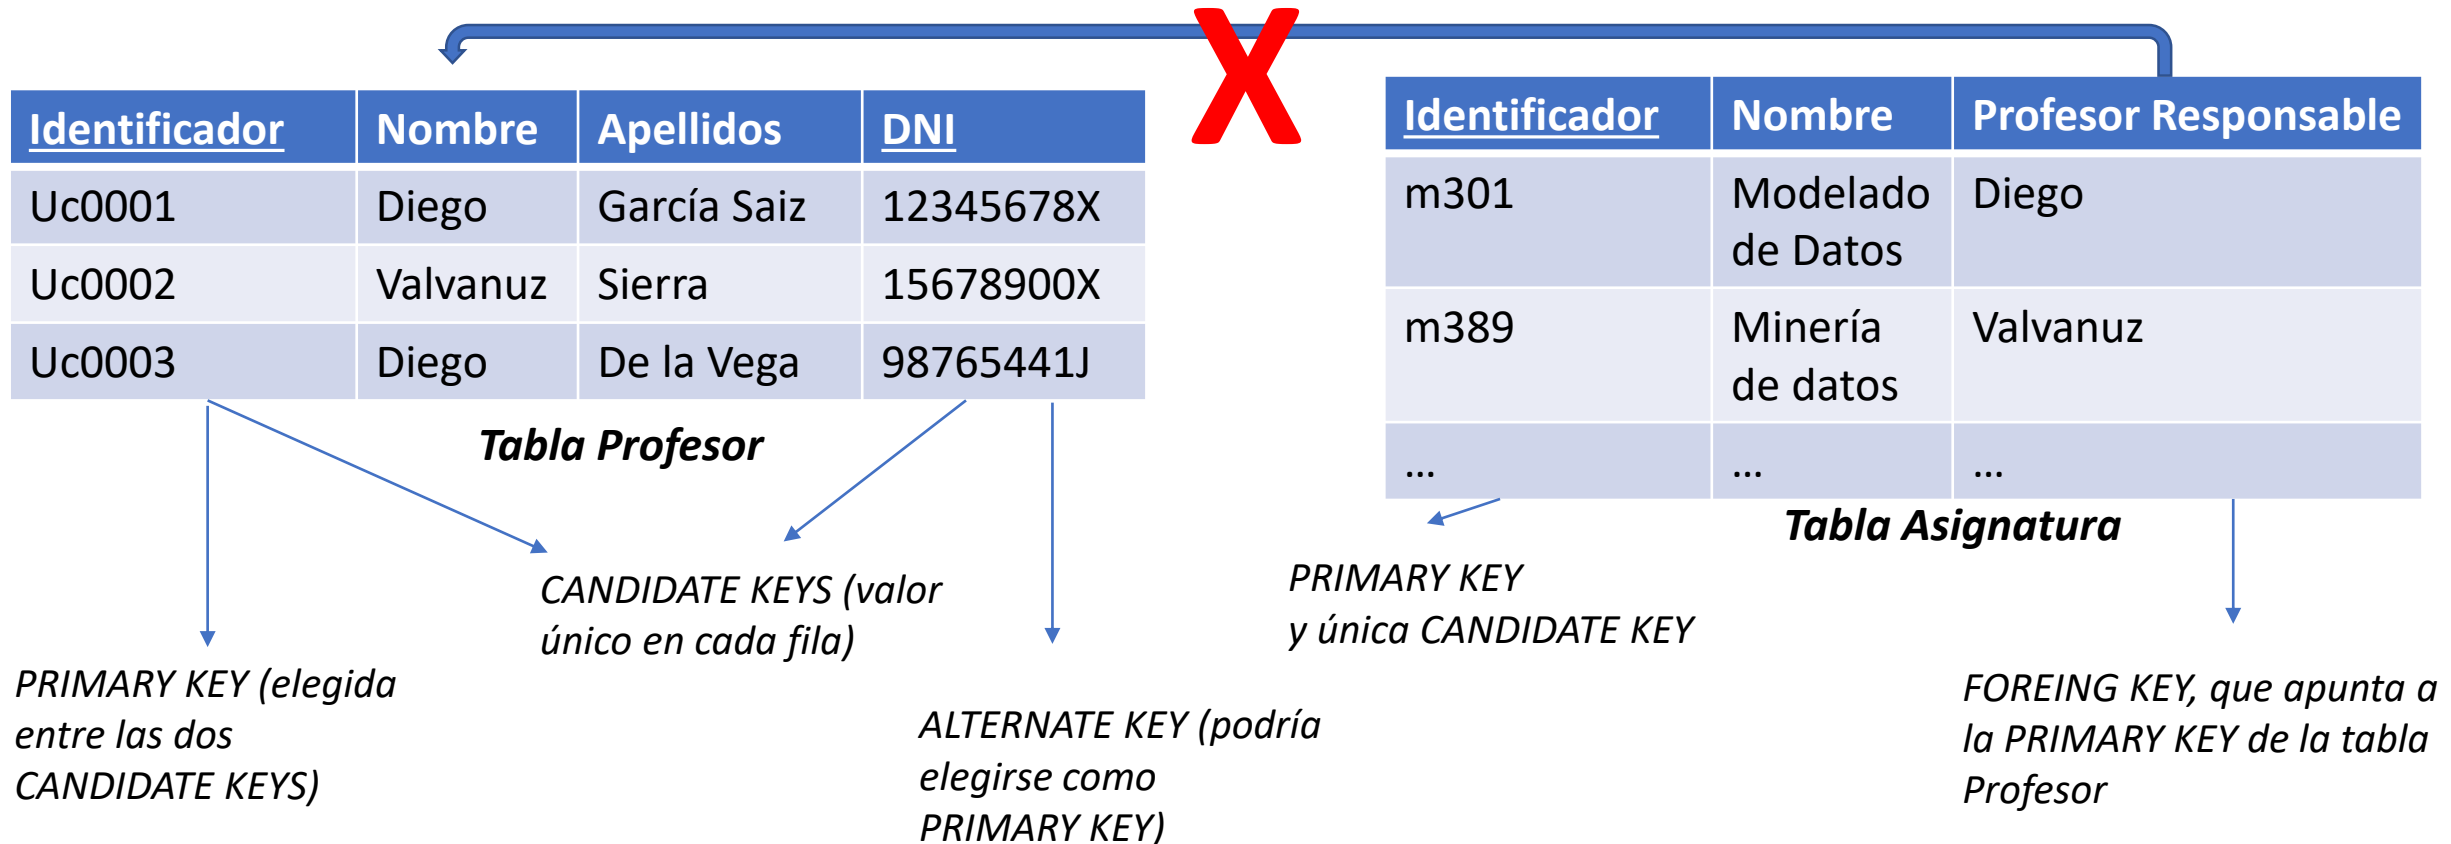 X
Identificador Nombre Apellidos DNI
Uc0001 Diego García Saiz 12345678X
Uc0002 Valvanuz Sierra 15678900X
Uc0003 Diego De la Vega 98765441J
Tabla Profesor
Identificador Nombre Profesor Responsable
m301 Modelado Diego
de Datos
m389 Minería Valvanuz
de datos
... ... ...
Tabla Asignatura
PRIMARY KEY (elegida
entre las dos
CANDIDATE KEYS)
CANDIDATE KEYS (valor
único en cada fila)
ALTERNATE KEY (podría
elegirse como
PRIMARY KEY)
PRIMARY KEY
y única CANDIDATE KEY
FOREING KEY, que apunta a
la PRIMARY KEY de la tabla
Profesor